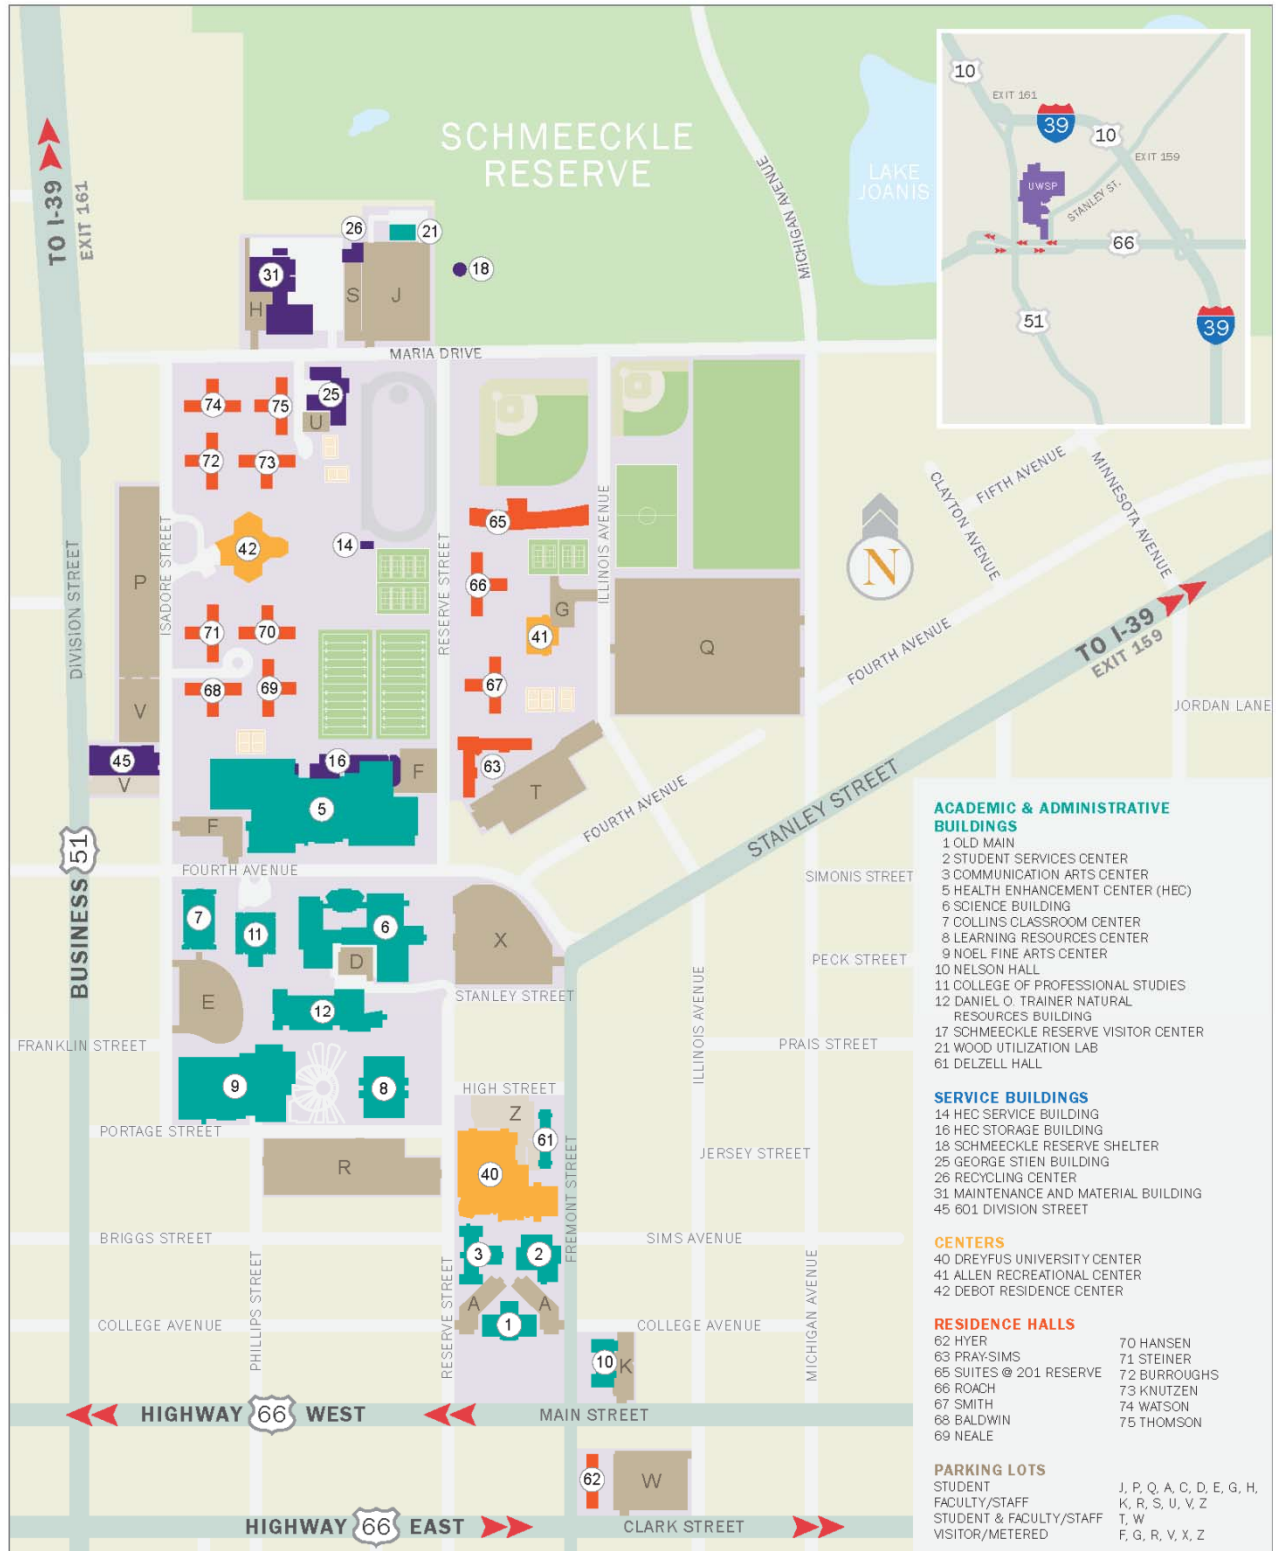 SCHMEECKLE
RESERVE
LAKE
JOANIS
MICHIGAN AVENUE
TO I-39
EXIT 161
10
EXIT 161
39
10
EXIT 159
UWSP
STANLEY ST.
66
51
39
26
21
31
18
H
S
J
MARIA DRIVE
74
75
25
U
72
73
65
42
14
P
ISADORE STREET
DIVISION STREET
RESERVE STREET
ILLINOIS AVENUE
66
G
41
71
70
Q
67
68
69
V
45
V
16
F
63
T
5
F
N
CLAYTON AVENUE
FIFTH AVENUE
MINNESOTA AVENUE
FOURTH AVENUE
TO I-39
EXIT 159
JORDAN LANE
FOURTH AVENUE
STANLEY STREET
BUSINESS 51
FOURTH AVENUE
SIMONIS STREET
7
11
6
X
D
E
12
STANLEY STREET
PECK STREET
FRANKLIN STREET
PRAIS STREET
ILLINOIS AVENUE
9
8
HIGH STREET
Z
61
PORTAGE STREET
R
40
JERSEY STREET
FREMONT STREET
BRIGGS STREET
SIMS AVENUE
3
2
PHILLIPS STREET
RESERVE STREET
MICHIGAN AVENUE
A
A
1
COLLEGE AVENUE
COLLEGE AVENUE
10
K
HIGHWAY 66 WEST
MAIN STREET
62
W
HIGHWAY 66 EAST
CLARK STREET
ACADEMIC & ADMINISTRATIVE
BUILDINGS
1 OLD MAIN
2 STUDENT SERVICES CENTER
3 COMMUNICATION ARTS CENTER
5 HEALTH ENHANCEMENT CENTER (HEC)
6 SCIENCE BUILDING
7 COLLINS CLASSROOM CENTER
8 LEARNING RESOURCES CENTER
9 NOEL FINE ARTS CENTER
10 NELSON HALL
11 COLLEGE OF PROFESSIONAL STUDIES
12 DANIEL O. TRAINER NATURAL
RESOURCES BUILDING
17 SCHMEECKLE RESERVE VISITOR CENTER
21 WOOD UTILIZATION LAB
61 DELZELL HALL
SERVICE BUILDINGS
14 HEC SERVICE BUILDING
16 HEC STORAGE BUILDING
18 SCHMEECKLE RESERVE SHELTER
25 GEORGE STIEN BUILDING
26 RECYCLING CENTER
31 MAINTENANCE AND MATERIAL BUILDING
45 601 DIVISION STREET
CENTERS
40 DREYFUS UNIVERSITY CENTER
41 ALLEN RECREATIONAL CENTER
42 DEBOT RESIDENCE CENTER
RESIDENCE HALLS
62 HYER
63 PRAY-SIMS
65 SUITES @ 201 RESERVE
66 ROACH
67 SMITH
68 BALDWIN
69 NEALE
70 HANSEN
71 STEINER
72 BURROUGHS
73 KNUTZEN
74 WATSON
75 THOMSON
PARKING LOTS
STUDENT J, P, Q, A, C, D, E, G, H,
FACULTY/STAFF K, R, S, U, V, Z
STUDENT & FACULTY/STAFF T, W
VISITOR/METERED F, G, R, V, X, Z